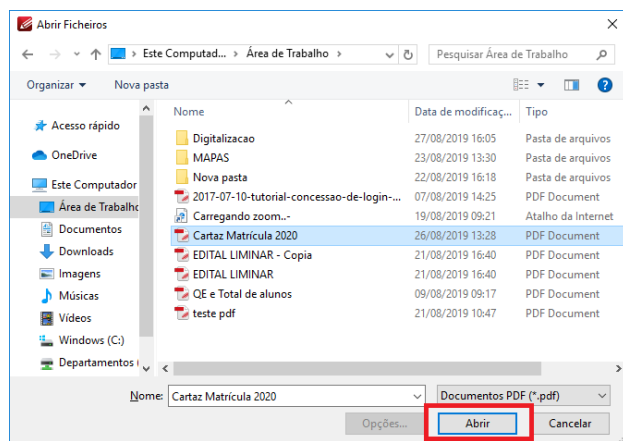 Abrir Ficheiros
Este Computad... > Área de Trabalho >
Pesquisar Área de Trabalho
Organizar
Nova pasta
Nome Data de modificaç... Tipo
Acesso rápido
OneDrive
Este Computador
Área de Trabalho
Documentos
Downloads
Imagens
Músicas
Vídeos
Windows (C:)
Departamentos
Digitalizacao 27/08/2019 16:05 Pasta de arquivos
MAPAS 23/08/2019 13:30 Pasta de arquivos
Nova pasta 22/08/2019 16:18 Pasta de arquivos
2017-07-10-tutorial-concessao-de-login-... 07/08/2019 14:25 PDF Document
Carregando zoom..- 19/08/2019 09:21 Atalho da Internet
Cartaz Matrícula 2020 26/08/2019 13:28 PDF Document
EDITAL LIMINAR - Copia 21/08/2019 16:40 PDF Document
EDITAL LIMINAR 21/08/2019 16:40 PDF Document
QE e Total de alunos 09/08/2019 09:17 PDF Document
teste pdf 21/08/2019 10:47 PDF Document
Nome: Cartaz Matrícula 2020 Documentos PDF (*.pdf)
Opções... Abrir Cancelar